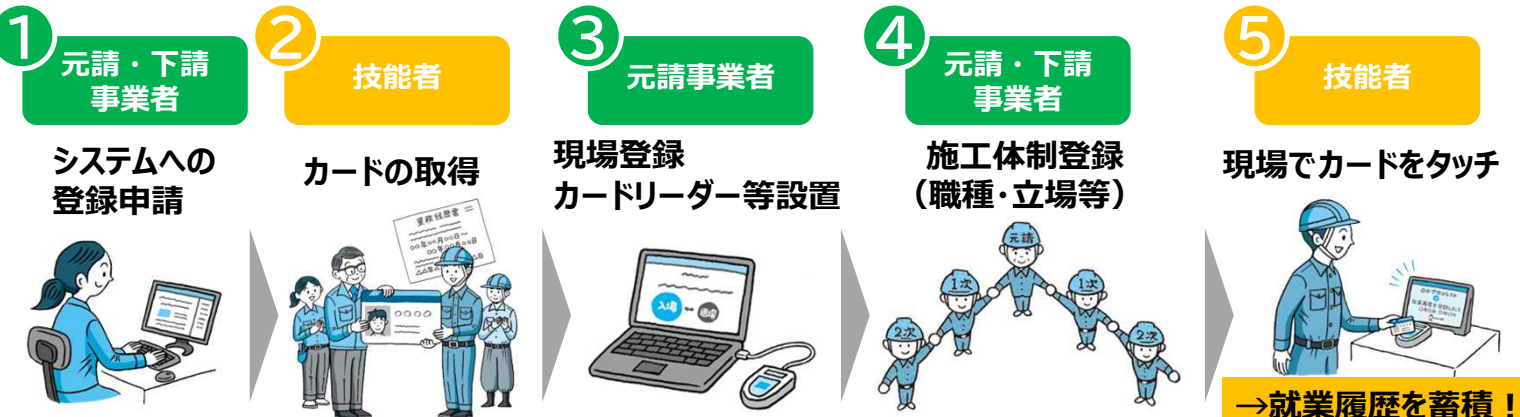 1
元請・下請
事業者
システムへの
登録申請
2
技能者
カードの取得
業務経歴書
3
元請事業者
現場登録
カードリーダー等設置
入場
退場
4
元請・下請
事業者
施工体制登録
（職種・立場等）
元請
1次
1次
2次
2次
5
技能者
現場でカードをタッチ
→就業履歴を蓄積！